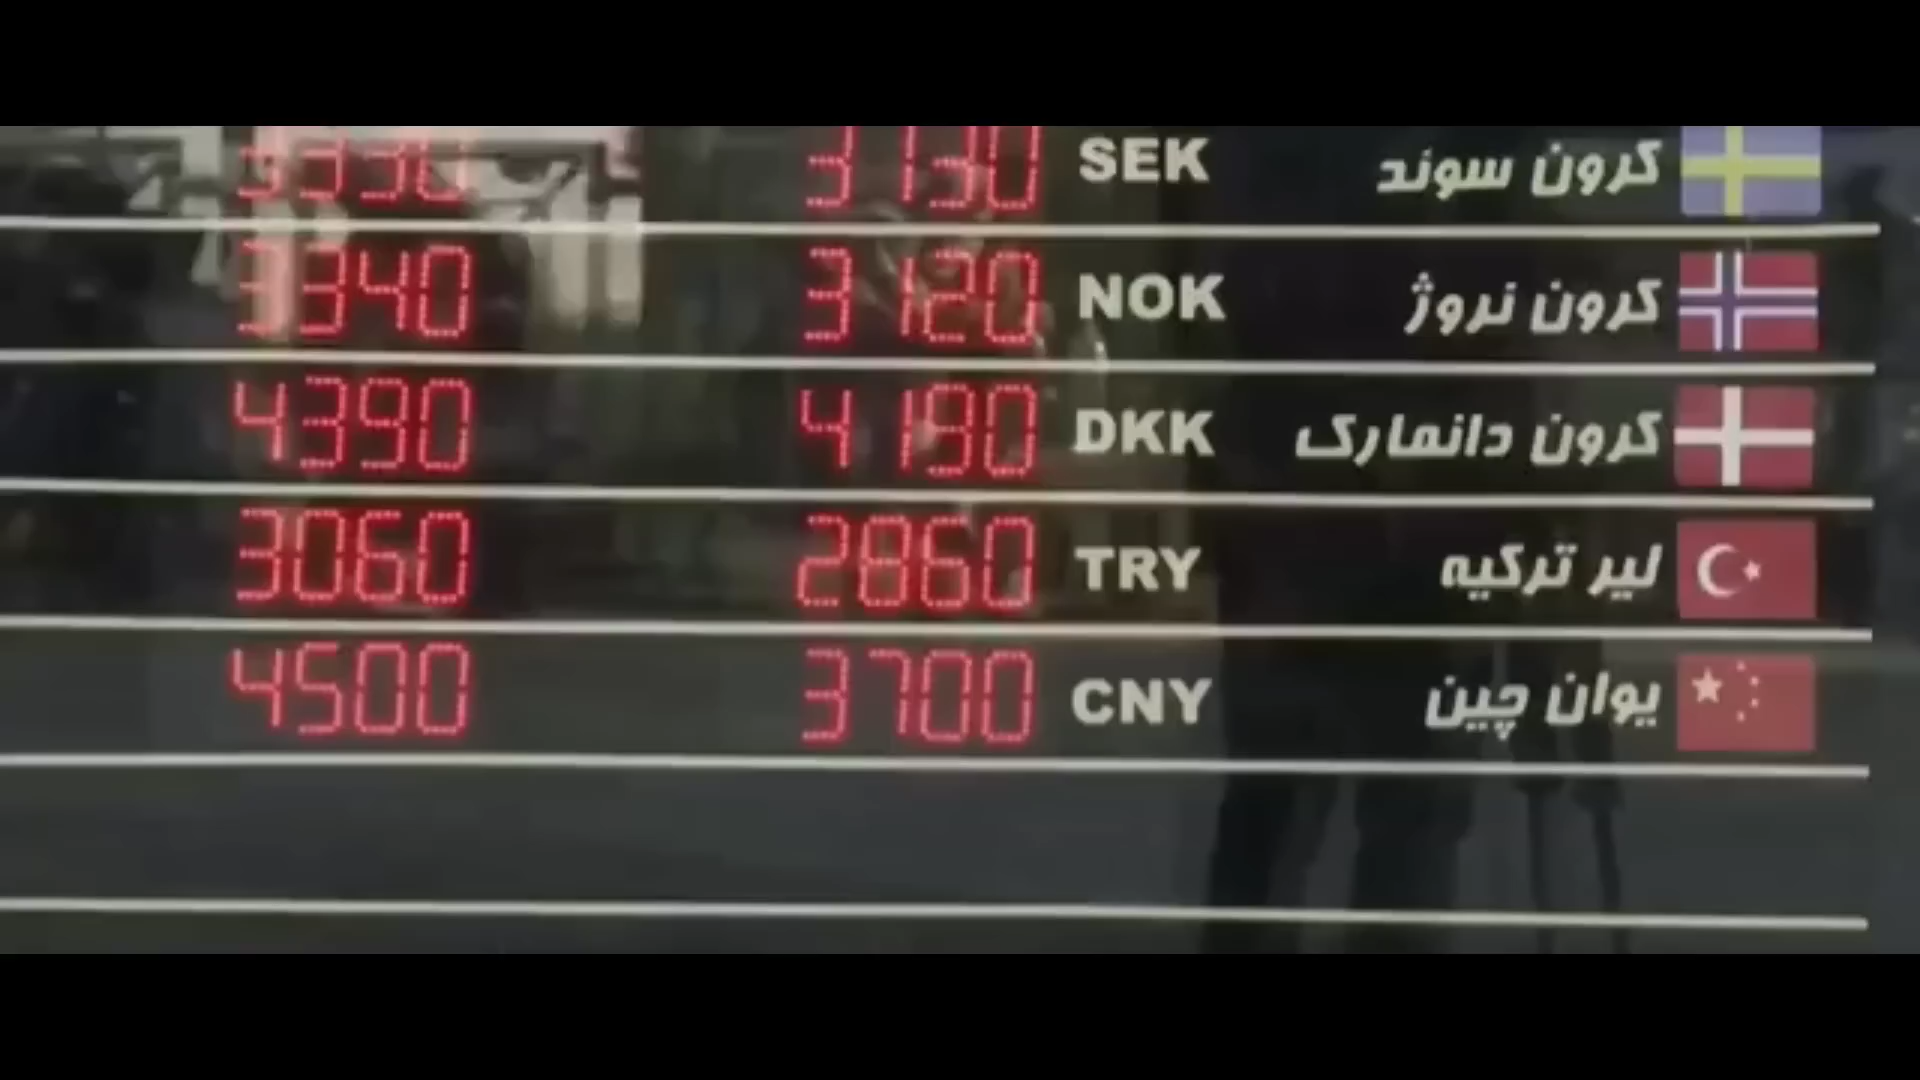 کرون سوئد SEK 3130 3330
کرون نروژ NOK 3120 3340
کرون دانمارک DKK 4190 4390
لیر ترکیه TRY 2860 3060
یوان چین CNY 3700 4500